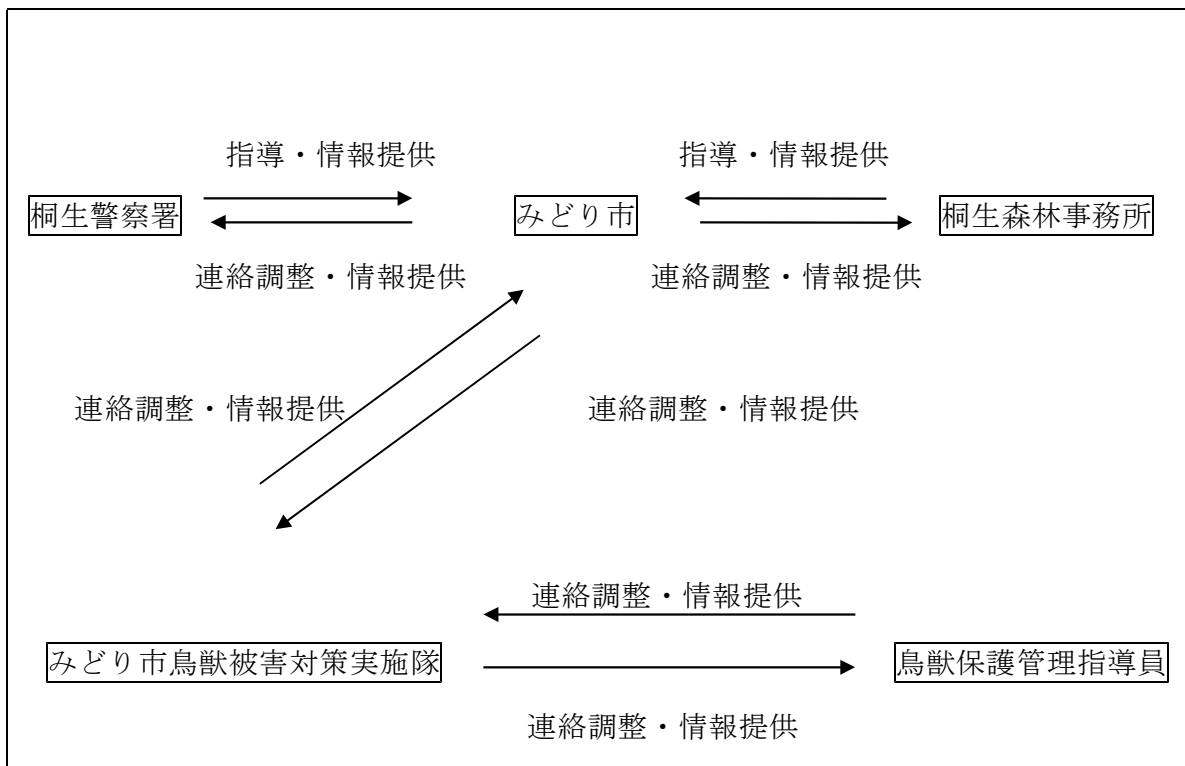 指導・情報提供
指導・情報提供
桐生警察署
みどり市
桐生森林事務所
連絡調整・情報提供
連絡調整・情報提供
連絡調整・情報提供
連絡調整・情報提供
連絡調整・情報提供
みどり市鳥獣被害対策実施隊
鳥獣保護管理指導員
連絡調整・情報提供